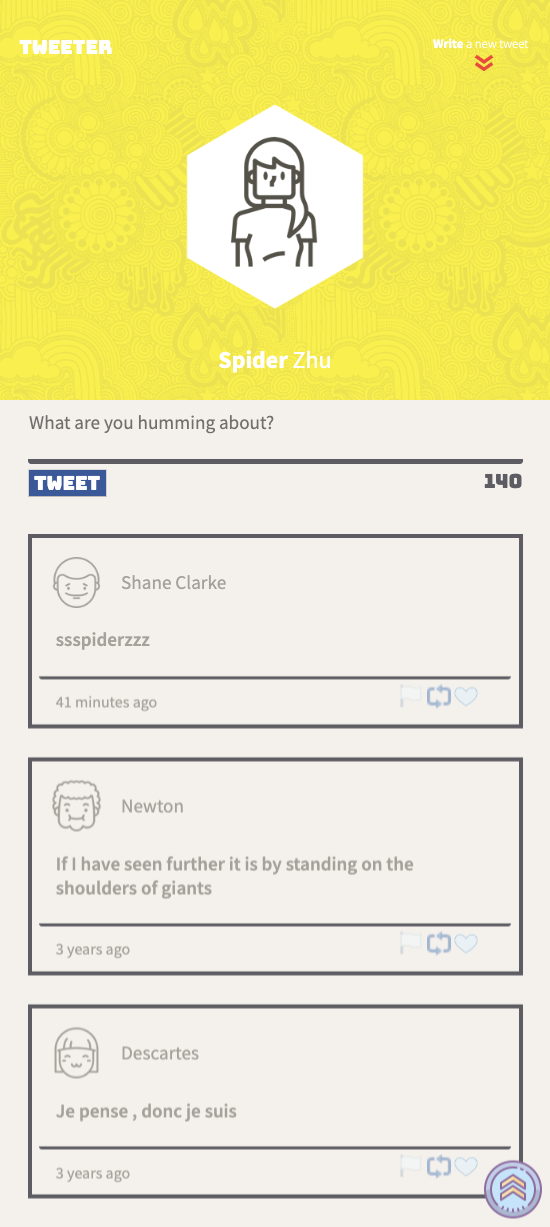 TWEETER
Write a new tweet
Spider Zhu
What are you humming about?
TWEET
140
Shane Clarke
ssspiderzzz
41 minutes ago
Newton
If I have seen further it is by standing on the
shoulders of giants
3 years ago
Descartes
Je pense , donc je suis
3 years ago